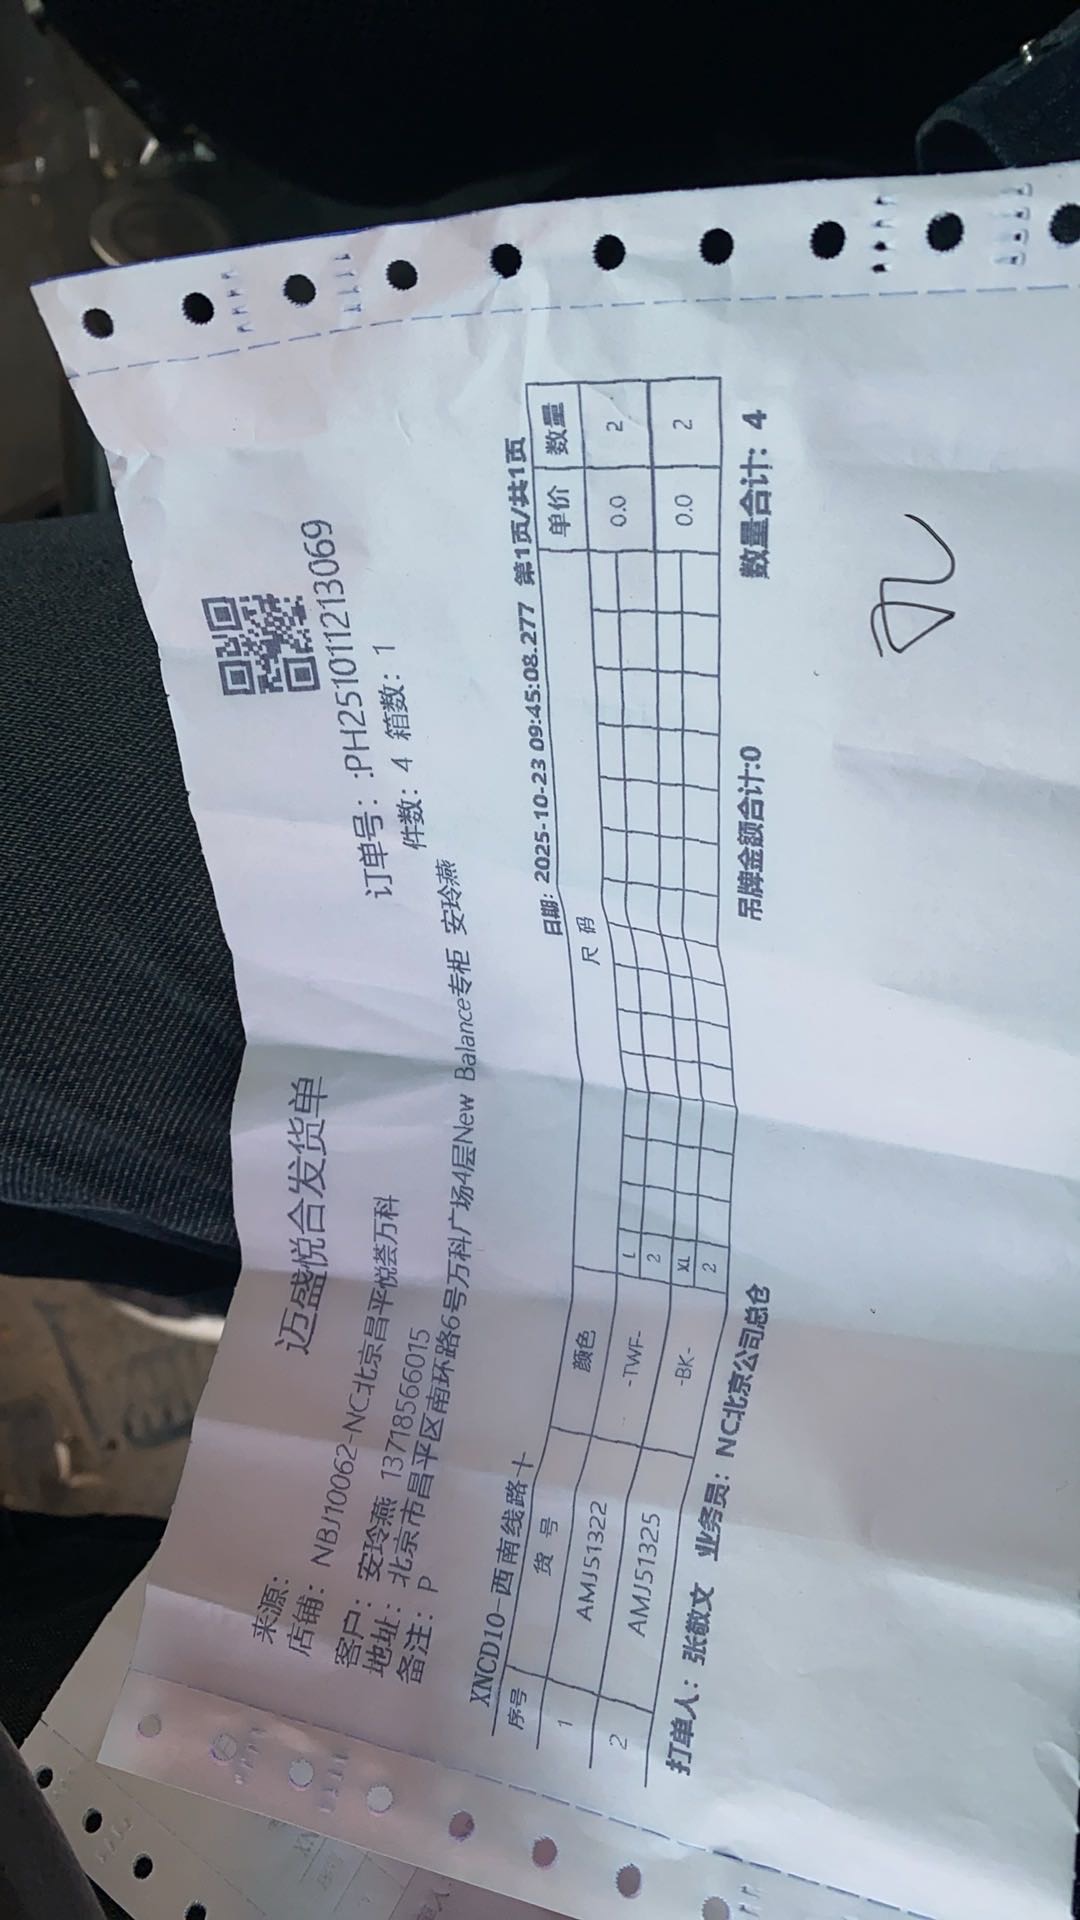 迈盛悦合发货单
来源：
店铺：NBJ10062-NC北京昌平悦荟万科
订单号：:PH251011213069
客户：安玲燕 13718566015
件数：4 箱数：1
地址：北京市昌平区南环路6号万科广场4层New Balance专柜 安玲燕
备注：P
XNCD10-西南线路十
日期: 2025-10-23 09:45:08.277 第1页/共1页
序号 货号 颜色 尺码 单价 数量
1 AMJ51322 -TWF- L 0.0 2
2
2 AMJ51325 -BK- XL 0.0 2
2
打单人：张敬文 业务员：NC北京公司总仓 吊牌金额合计:0 数量合计：4